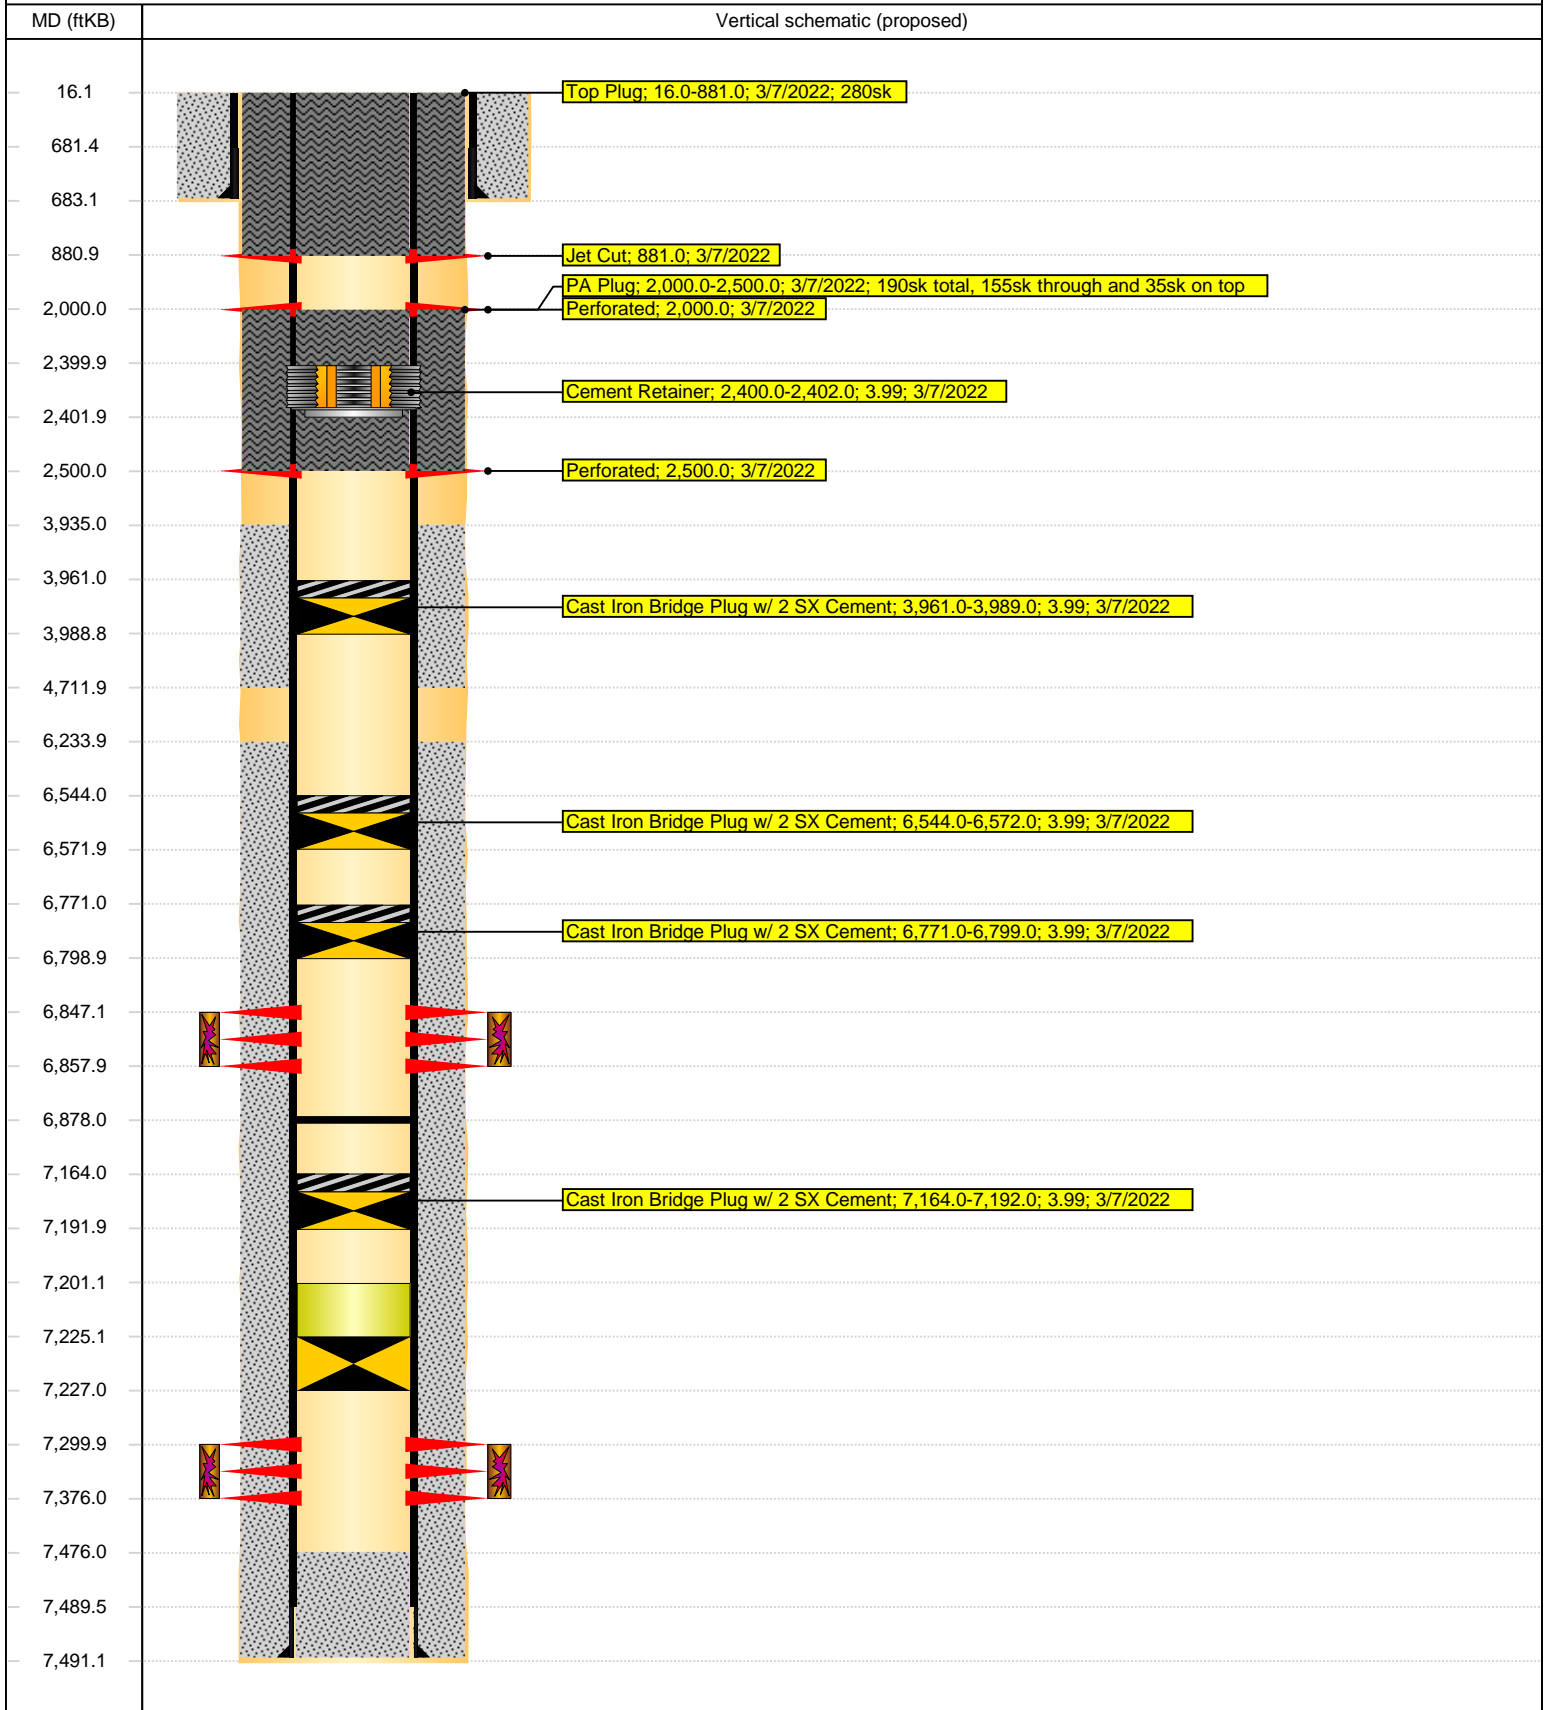 MD (ftKB)
Vertical schematic (proposed)
16.1
Top Plug; 16.0-881.0; 3/7/2022; 280sk
681.4
683.1
880.9
Jet Cut; 881.0; 3/7/2022
PA Plug; 2,000.0-2,500.0; 3/7/2022; 190sk total, 155sk through and 35sk on top
2,000.0
Perforated; 2,000.0; 3/7/2022
2,399.9
Cement Retainer; 2,400.0-2,402.0; 3.99; 3/7/2022
2,401.9
2,500.0
Perforated; 2,500.0; 3/7/2022
3,935.0
3,961.0
Cast Iron Bridge Plug w/ 2 SX Cement; 3,961.0-3,989.0; 3.99; 3/7/2022
3,988.8
4,711.9
6,233.9
6,544.0
Cast Iron Bridge Plug w/ 2 SX Cement; 6,544.0-6,572.0; 3.99; 3/7/2022
6,571.9
6,771.0
Cast Iron Bridge Plug w/ 2 SX Cement; 6,771.0-6,799.0; 3.99; 3/7/2022
6,798.9
6,847.1
6,857.9
6,878.0
7,164.0
Cast Iron Bridge Plug w/ 2 SX Cement; 7,164.0-7,192.0; 3.99; 3/7/2022
7,191.9
7,201.1
7,225.1
7,227.0
7,299.9
7,376.0
7,476.0
7,489.5
7,491.1